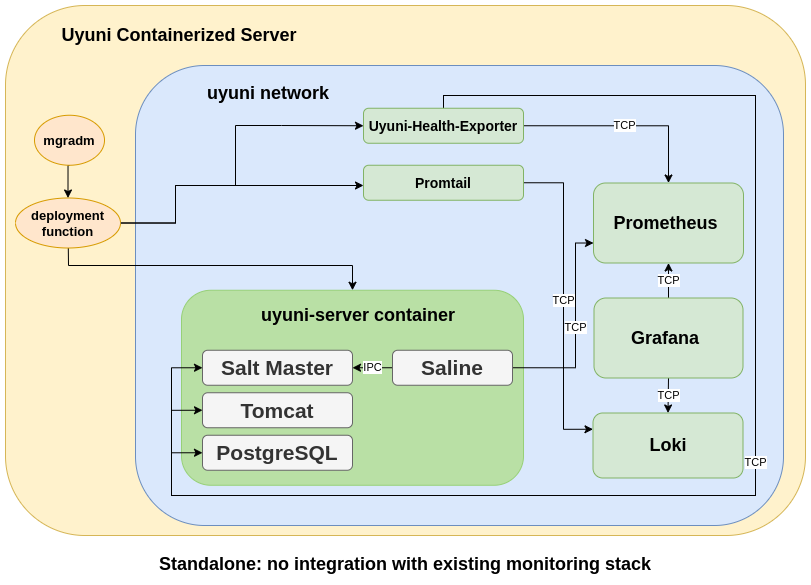 Uyuni Containerized Server
uyuni network
mgradm
Uyuni-Health-Exporter
TCP
Promtail
deployment
function
Prometheus
TCP
TCP
TCP
uyuni-server container
Grafana
Salt Master
IPC
Saline
TCP
Tomcat
Loki
PostgreSQL
TCP
Standalone: no integration with existing monitoring stack